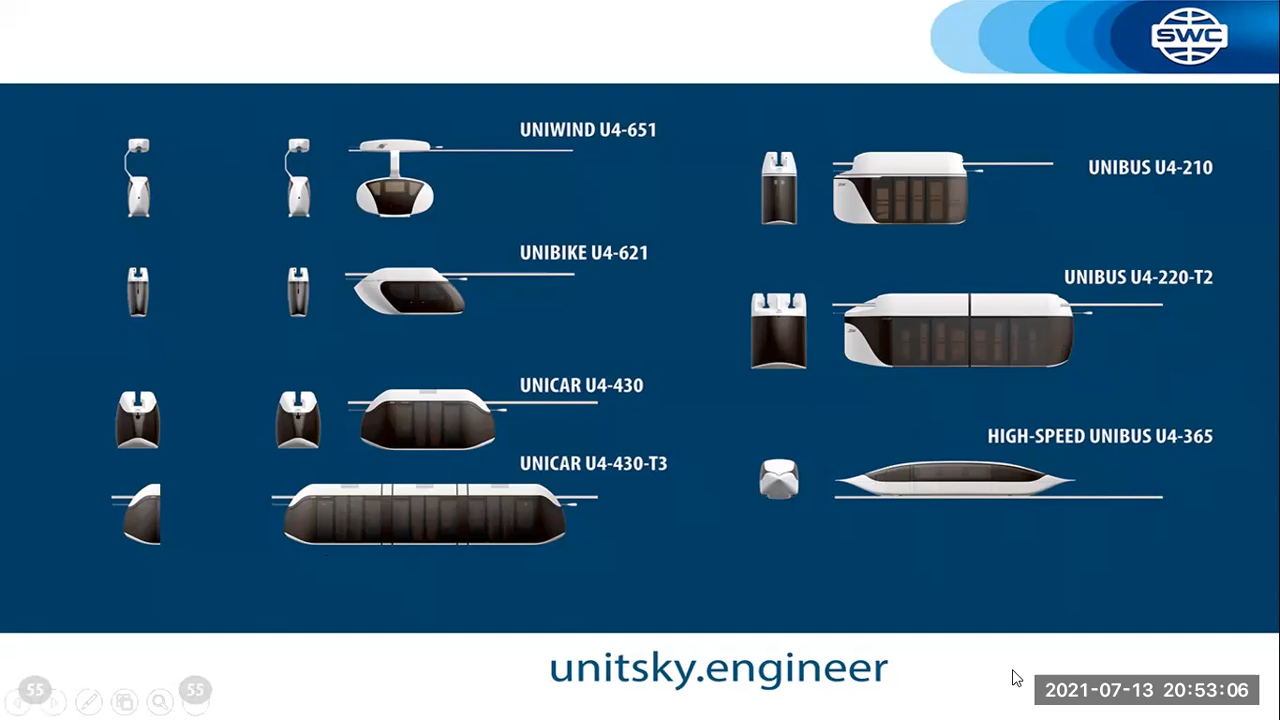 SWC
UNIWIND U4-651
UNIBIKE U4-621
UNICAR U4-430
UNICAR U4-430-T3
UNIBUS U4-210
UNIBUS U4-220-T2
HIGH-SPEED UNIBUS U4-365
unitsky.engineer
55
55
2021-07-13 20:53:06